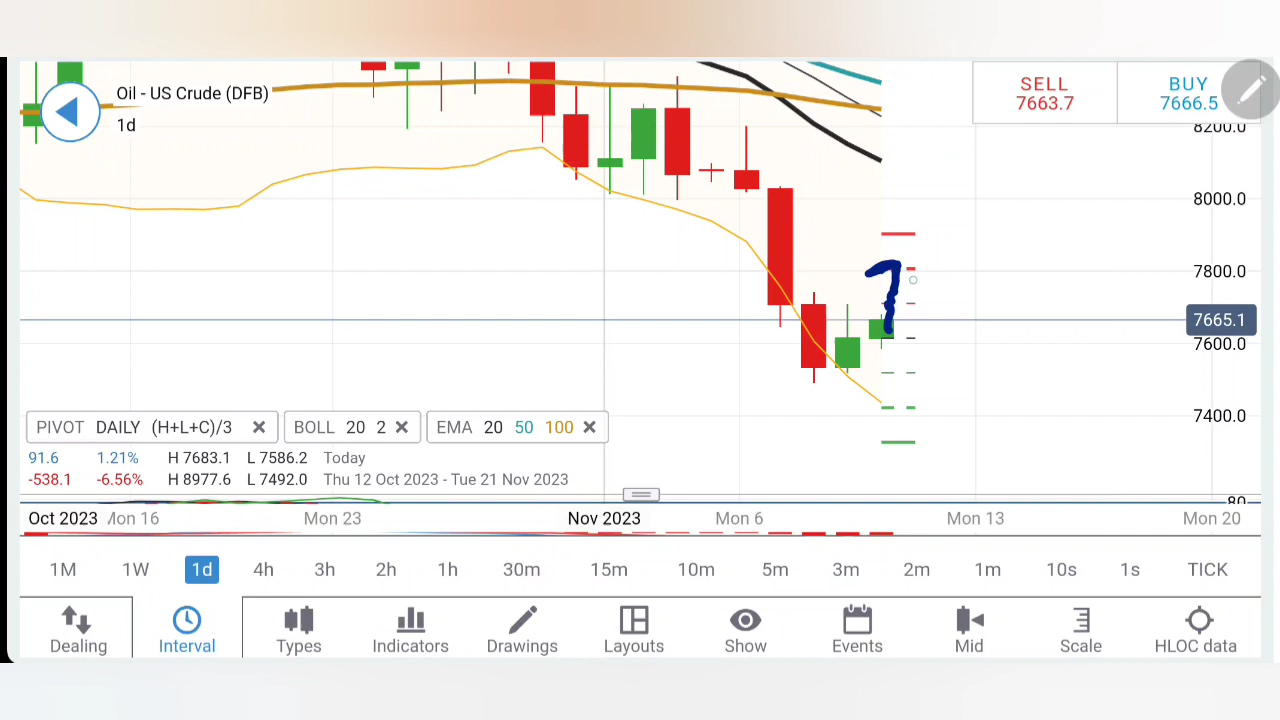 Oil - US Crude (DFB)
1d
SELL
7663.7
BUY
7666.5
8200.0
8000.0
7800.0
7665.1
7600.0
7400.0
PIVOT DAILY (H+L+C)/3 ×
BOLL 20 2 ×
EMA 20 50 100 ×
91.6 1.21% H 7683.1 L 7586.2 Today
-538.1 -6.56% H 8977.6 L 7492.0 Thu 12 Oct 2023 - Tue 21 Nov 2023
80
Oct 2023 Mon 16 Mon 23 Nov 2023 Mon 6 Mon 13 Mon 20
1M 1W 1d 4h 3h 2h 1h 30m 15m 10m 5m 3m 2m 1m 10s 1s TICK
Dealing Interval Types Indicators Drawings Layouts Show Events Mid Scale HLOC data